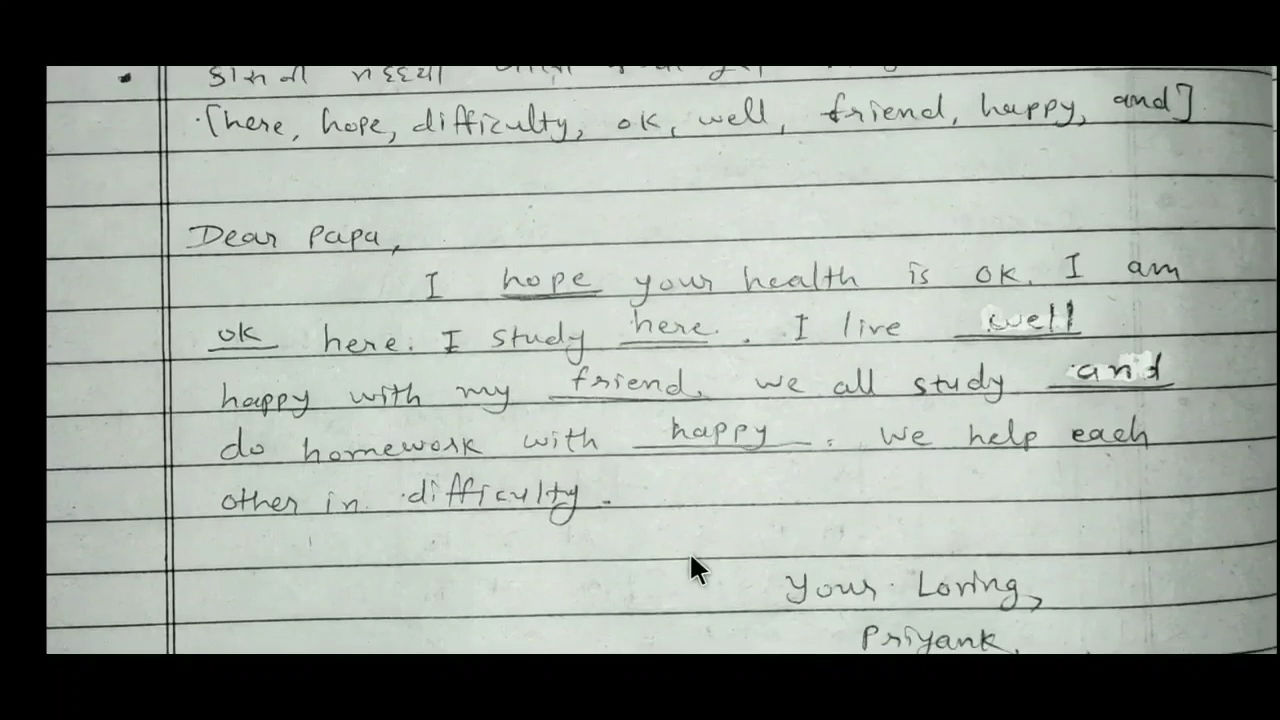 કૌંસની મદદથી
[here, hope, difficulty, ok, well, friend, happy, and]
Dear Papa,
I hope your health is ok. I am
ok here. I study here. I live well
happy with my friend. we all study and
do homework with happy. We help each
other in difficulty.
Your Loving,
Priyank.